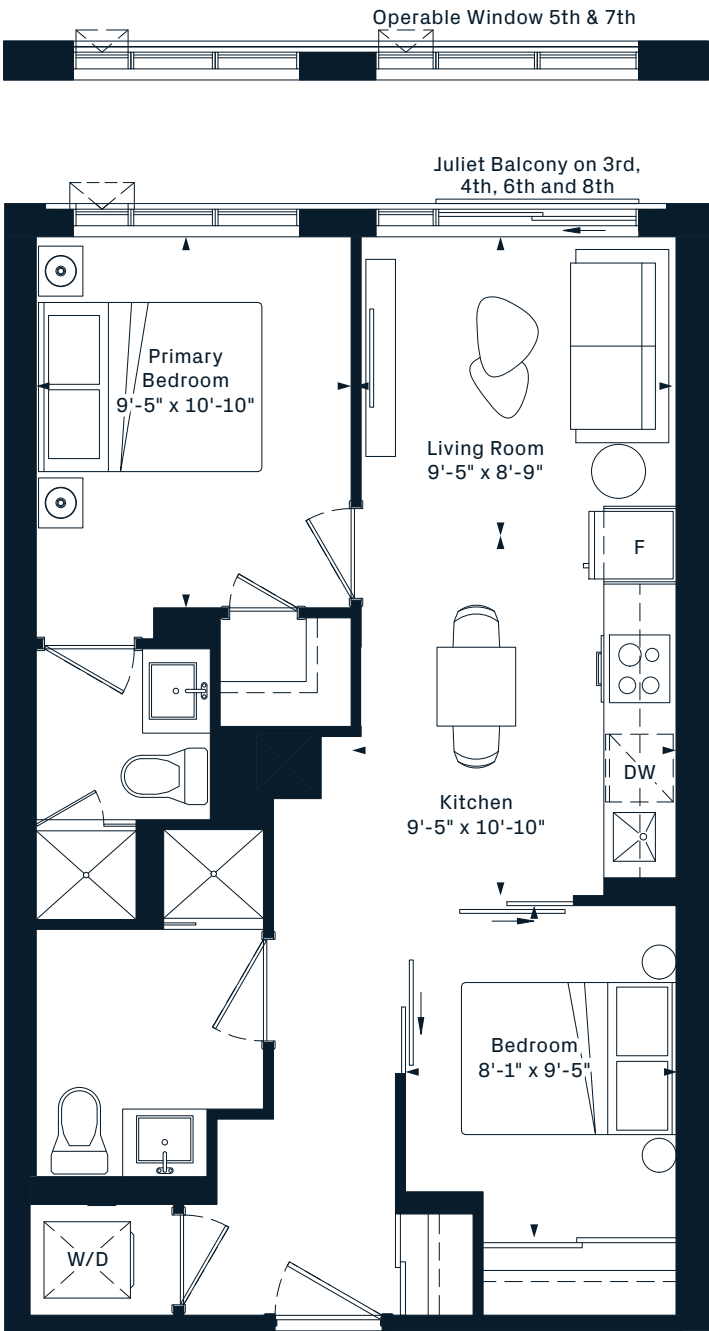 Operable Window 5th & 7th
Juliet Balcony on 3rd,
4th, 6th and 8th
Primary
Bedroom
9'-5" x 10'-10"
Living Room
9'-5" x 8'-9"
F
DW
Kitchen
9'-5" x 10'-10"
Bedroom
8'-1" x 9'-5"
W/D